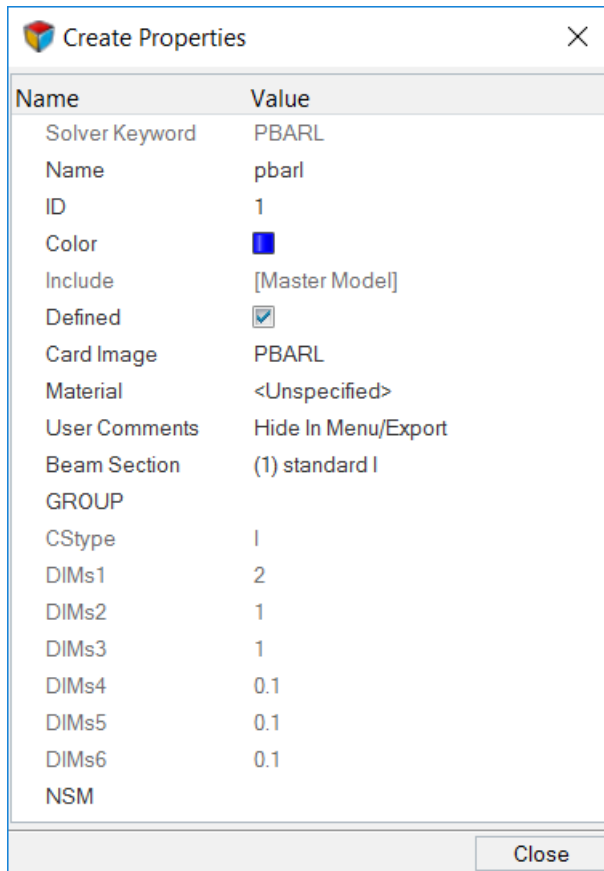 Create Properties
Name Value
Solver Keyword PBARL
Name pbarl
ID 1
Color
Include [Master Model]
Defined
Card Image PBARL
Material <Unspecified>
User Comments Hide In Menu/Export
Beam Section (1) standard I
GROUP
CStype I
DIMs1 2
DIMs2 1
DIMs3 1
DIMs4 0.1
DIMs5 0.1
DIMs6 0.1
NSM
Close